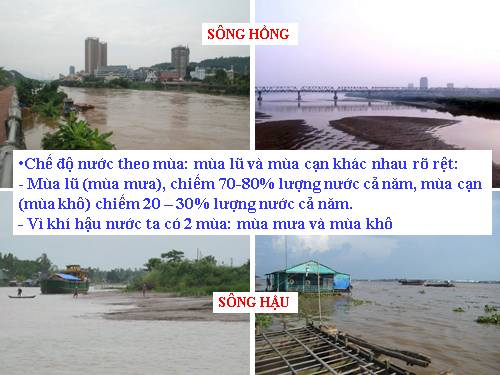 SÔNG HỒNG
•Chế độ nước theo mùa: mùa lũ và mùa cạn khác nhau rõ rệt:
- Mùa lũ (mùa mưa), chiếm 70-80% lượng nước cả năm, mùa cạn
(mùa khô) chiếm 20 – 30% lượng nước cả năm.
- Vì khí hậu nước ta có 2 mùa: mùa mưa và mùa khô
SÔNG HẬU